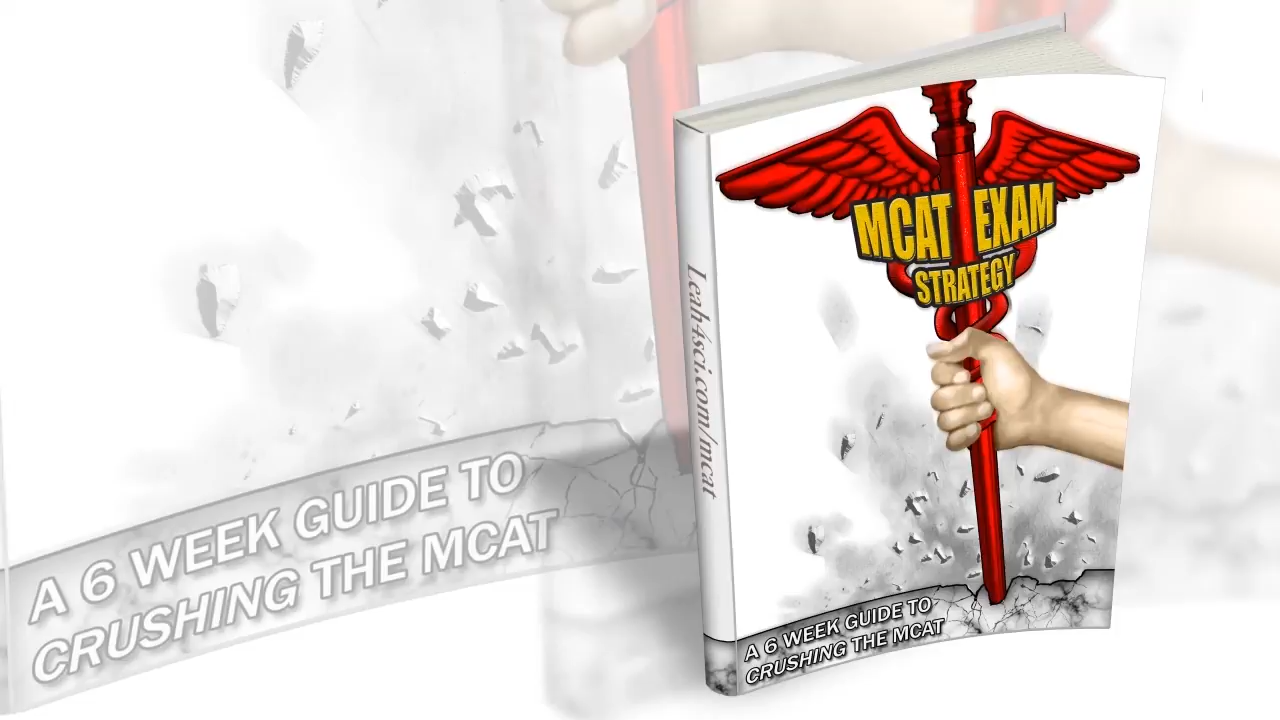 A 6 WEEK GUIDE TO
CRUSHING THE MCAT
Leah4sci.com/mcat
MCAT EXAM
STRATEGY
A 6 WEEK GUIDE TO
CRUSHING THE MCAT